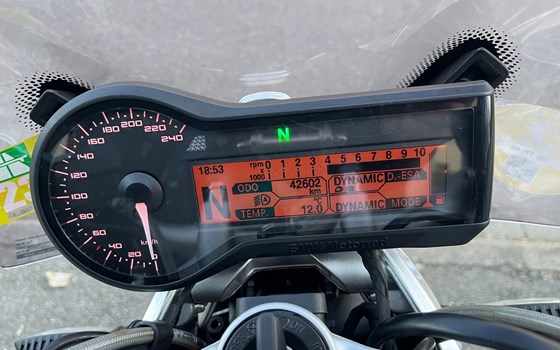 N
240
220
200
180
160
140
120
100
80
60
40
20
0
km/h
18:53
rpm x 1000
0 1 2 3 4 5 6 7 8 9 10
N
ODO 42602 km
TEMP. 12.0 °C
DYNAMIC D.-ESA
DYNAMIC MODE
BMW Motorrad